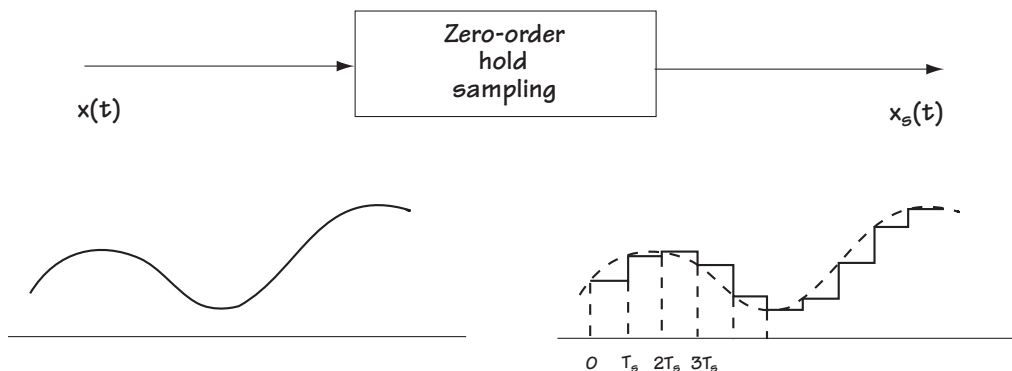 Zero-order
hold
sampling
x(t)
xₛ(t)
0 Tₛ 2Tₛ 3Tₛ